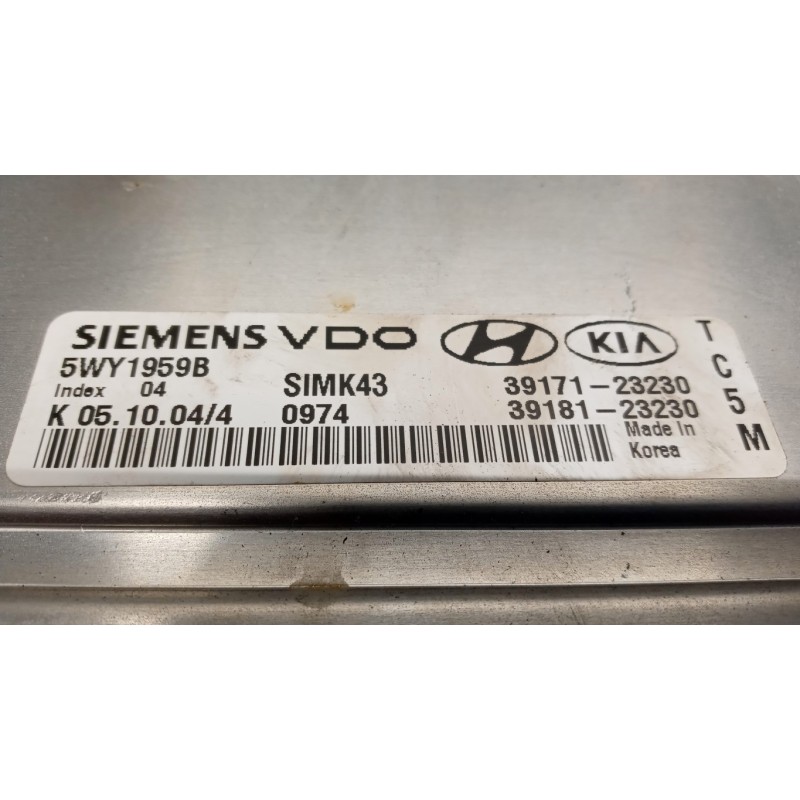 SIEMENS VDO KIA
5WY1959B
Index 04 SIMK43 39171-23230
K 05.10.04/4 0974 39181-23230
Made In
Korea
TC5M